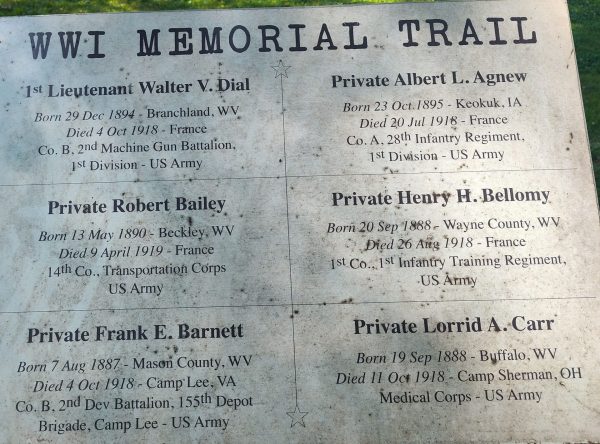 WWI MEMORIAL TRAIL
1st Lieutenant Walter V. Dial
Born 29 Dec 1894 - Branchland, WV
Died 4 Oct 1918 - France
Co. B, 2nd Machine Gun Battalion,
1st Division - US Army
Private Albert L. Agnew
Born 23 Oct 1895 - Keokuk, IA
Died 20 Jul 1918 - France
Co. A, 28th Infantry Regiment,
1st Division - US Army
Private Robert Bailey
Born 13 May 1890 - Beckley, WV
Died 9 April 1919 - France
14th Co., Transportation Corps
US Army
Private Henry H. Bellomy
Born 20 Sep 1888 - Wayne County, WV
Died 26 Aug 1918 - France
1st Co., 1st Infantry Training Regiment,
US Army
Private Frank E. Barnett
Born 7 Aug 1887 - Mason County, WV
Died 4 Oct 1918 - Camp Lee, VA
Co. B, 2nd Dev Battalion, 155th Depot
Brigade, Camp Lee - US Army
Private Lorrid A. Carr
Born 19 Sep 1888 - Buffalo, WV
Died 11 Oct 1918 - Camp Sherman, OH
Medical Corps - US Army